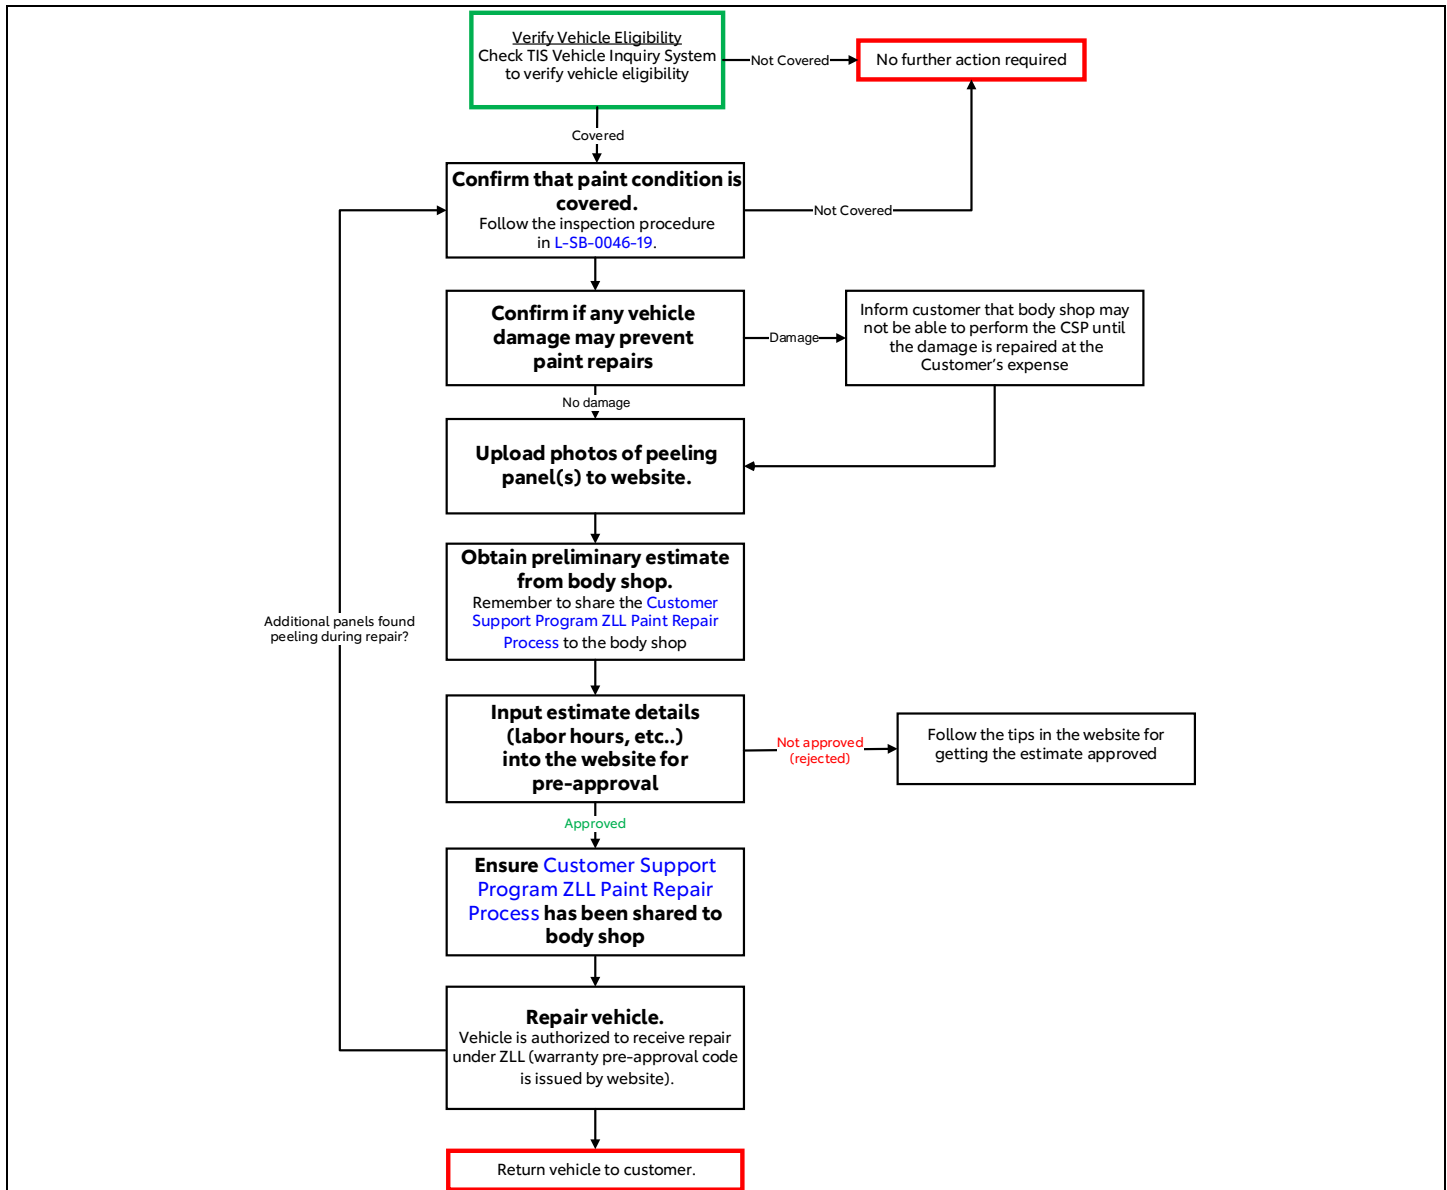 Verify Vehicle Eligibility
Check TIS Vehicle Inquiry System
to verify vehicle eligibility
Not Covered
No further action required
Covered
Confirm that paint condition is
covered.
Follow the inspection procedure
in L-SB-0046-19.
Not Covered
Confirm if any vehicle
damage may prevent
paint repairs
Damage
Inform customer that body shop may
not be able to perform the CSP until
the damage is repaired at the
Customer's expense
No damage
Upload photos of peeling
panel(s) to website.
Obtain preliminary estimate
from body shop.
Remember to share the Customer
Support Program ZLL Paint Repair
Process to the body shop
Additional panels found
peeling during repair?
Input estimate details
(labor hours, etc..)
into the website for
pre-approval
Not approved
(rejected)
Follow the tips in the website for
getting the estimate approved
Approved
Ensure Customer Support
Program ZLL Paint Repair
Process has been shared to
body shop
Repair vehicle.
Vehicle is authorized to receive repair
under ZLL (warranty pre-approval code
is issued by website).
Return vehicle to customer.